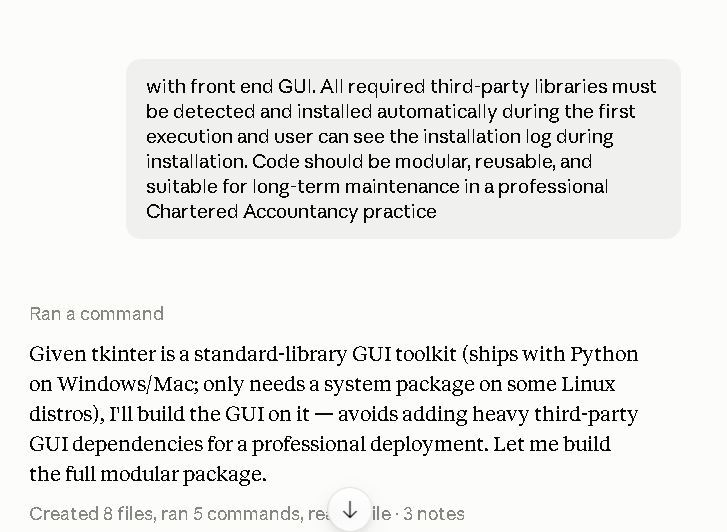 with front end GUI. All required third-party libraries must
be detected and installed automatically during the first
execution and user can see the installation log during
installation. Code should be modular, reusable, and
suitable for long-term maintenance in a professional
Chartered Accountancy practice
Ran a command
Given tkinter is a standard-library GUI toolkit (ships with Python
on Windows/Mac; only needs a system package on some Linux
distros), I'll build the GUI on it — avoids adding heavy third-party
GUI dependencies for a professional deployment. Let me build
the full modular package.
Created 8 files, ran 5 commands, · 3 notes